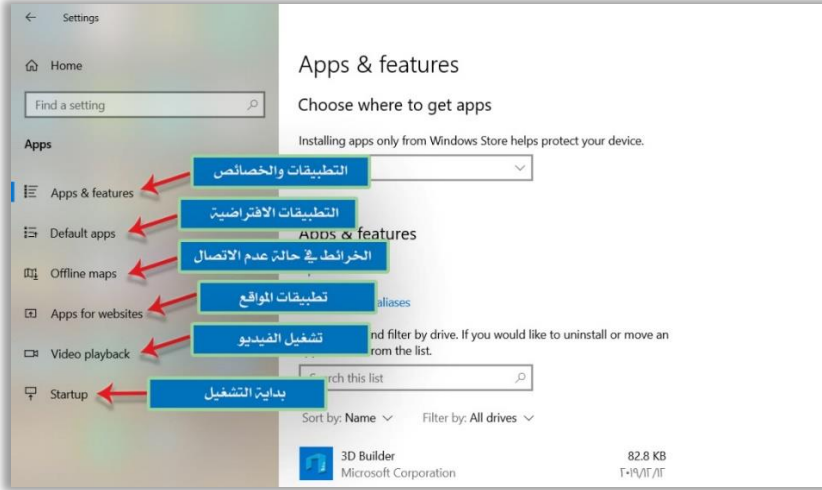 Settings
Home
Find a setting
Apps
Apps & features
التطبيقات والخصائص
Default apps
التطبيقات الافتراضية
Offline maps
الخرائط في حالة عدم الاتصال
Apps for websites
تطبيقات المواقع
Video playback
تشغيل الفيديو
Startup
بداية التشغيل
Apps & features
Choose where to get apps
Installing apps only from Windows Store helps protect your device.
Apps & features
aliases
nd filter by drive. If you would like to uninstall or move an
rom the list.
Search this list
Sort by: Name Filter by: All drives
3D Builder 82.8 KB
Microsoft Corporation ٢٠١٩/١٢/١٢